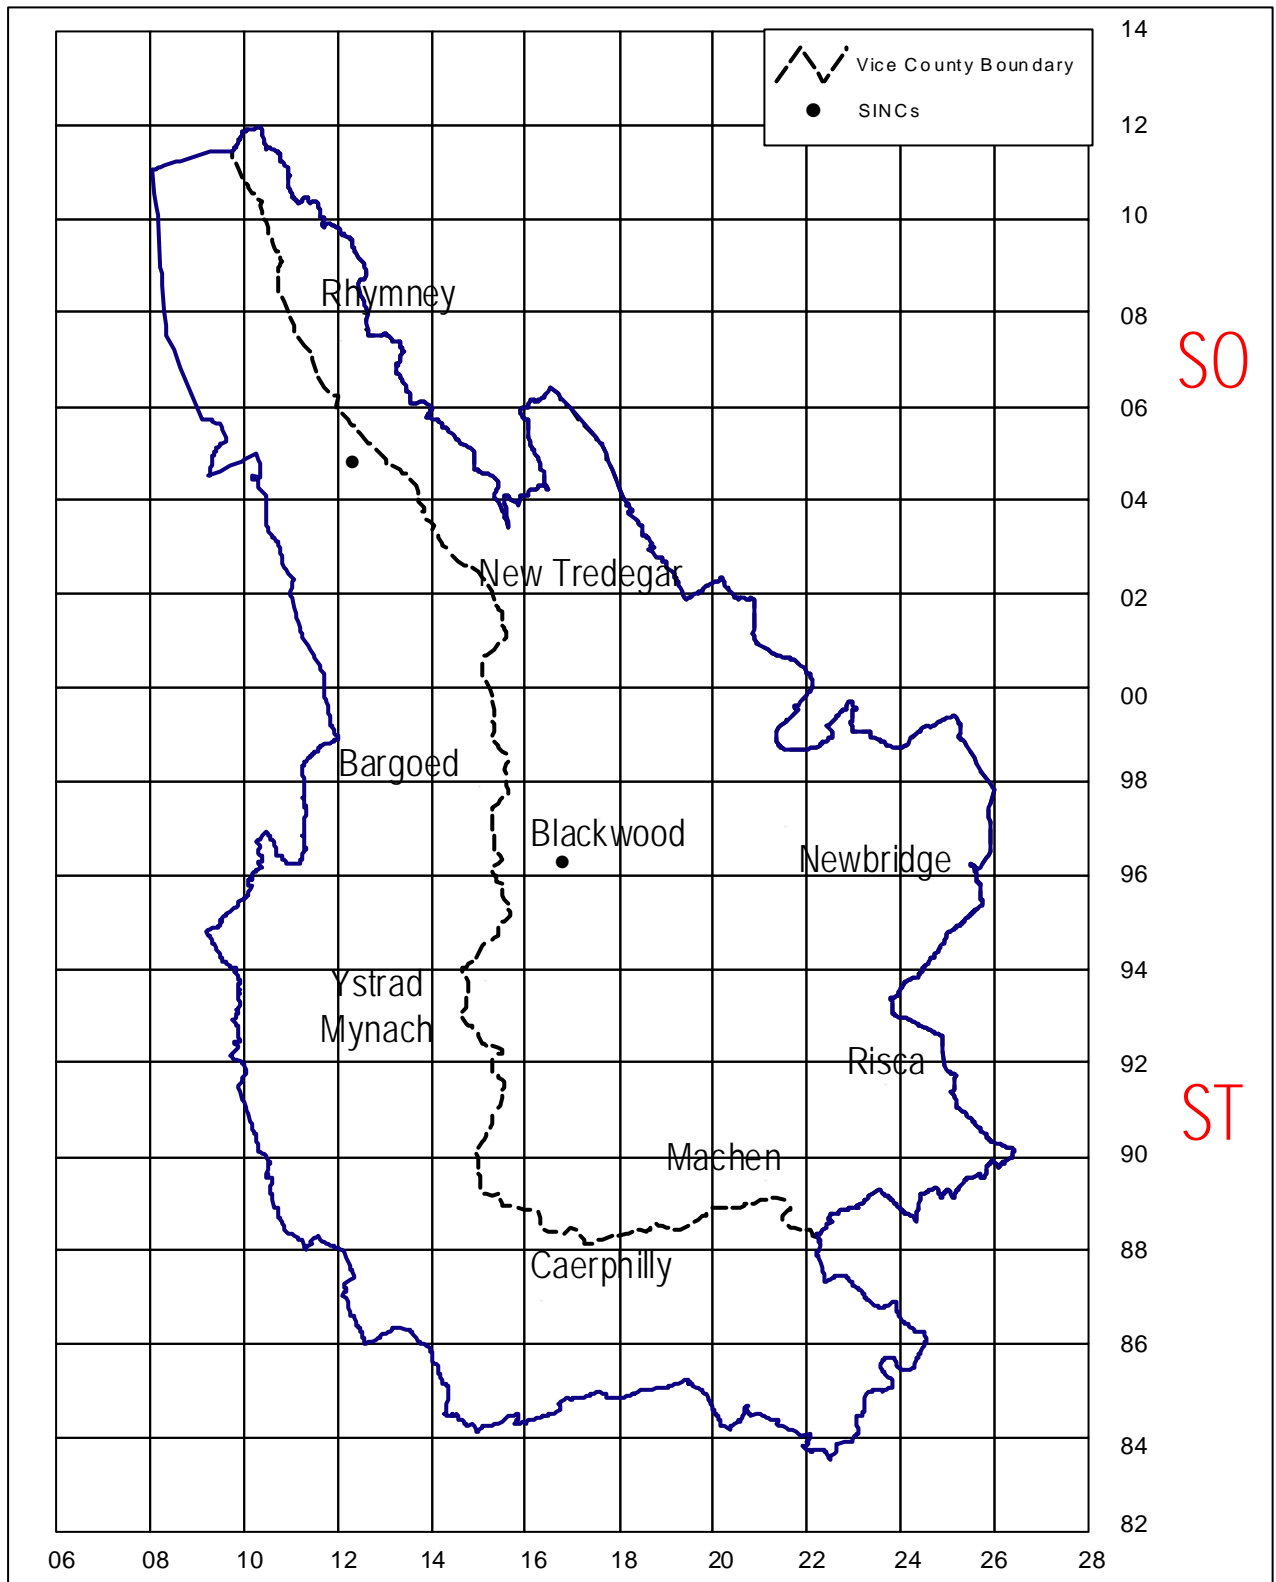 14
Vice County Boundary
SINCs
12
10
Rhymney
08
SO
06
04
New Tredegar
02
00
Bargoed
98
Blackwood
Newbridge
96
Ystrad
Mynach
94
Risca
92
ST
Machen
90
Caerphilly
88
86
84
82
06 08 10 12 14 16 18 20 22 24 26 28